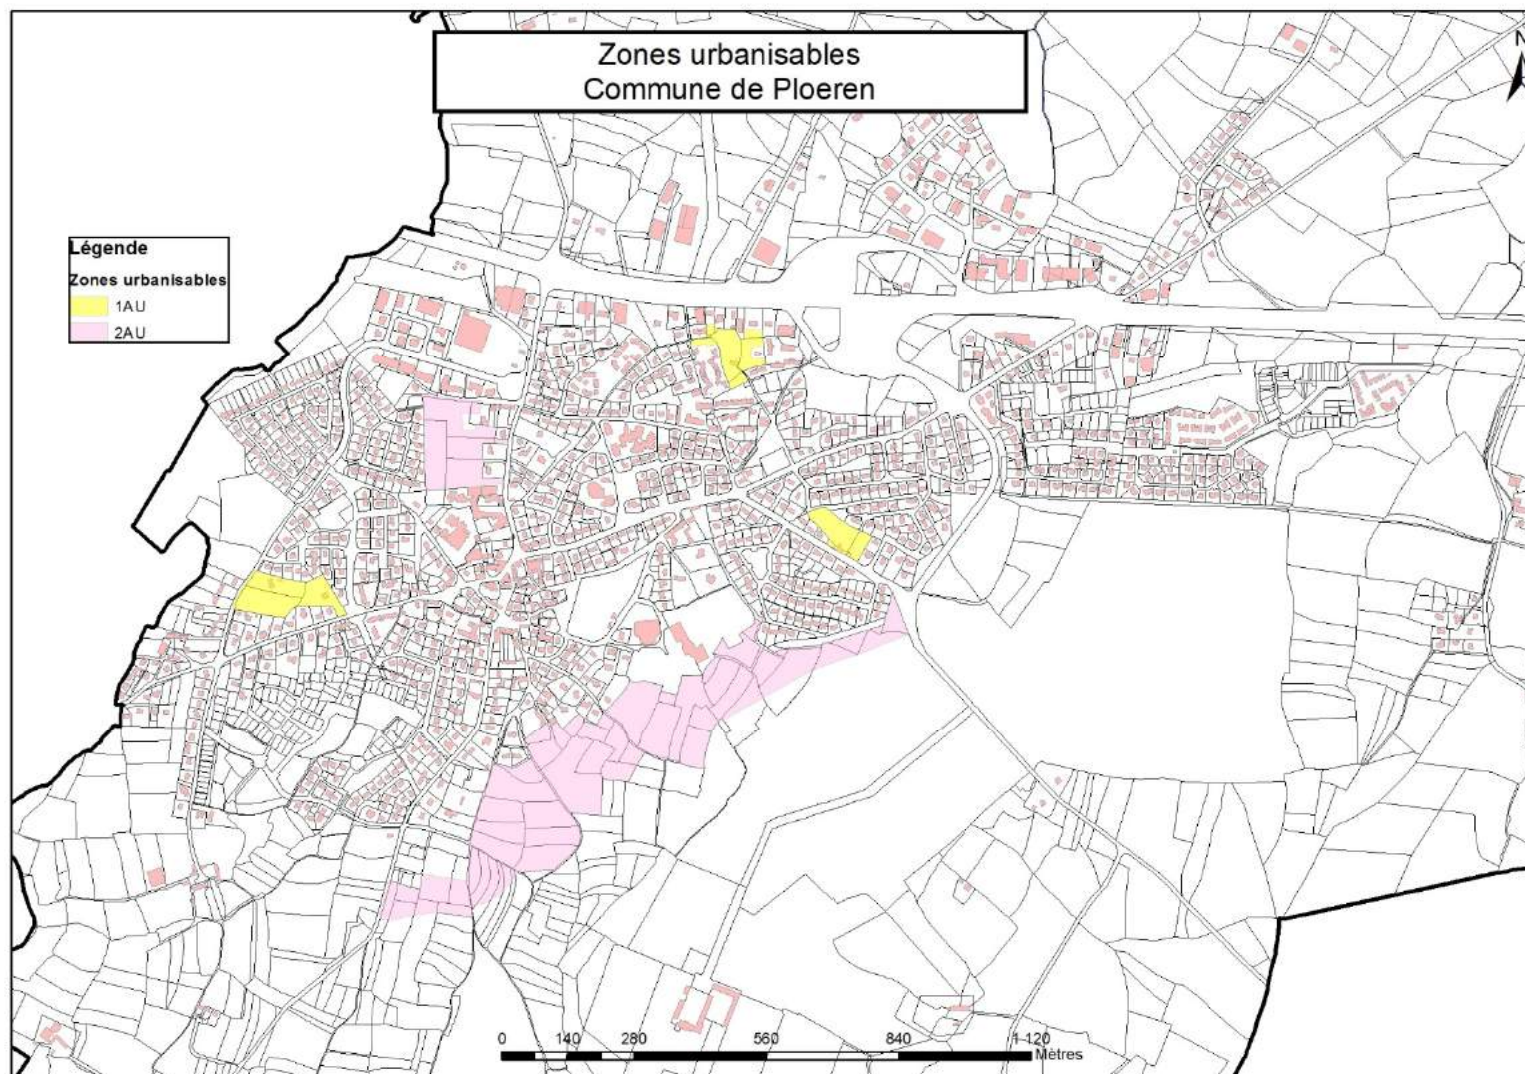 Zones urbanisables
Commune de Ploeren
N
Légende
Zones urbanisables
1AU
2AU
0 140 280 560 840 1 120
Mètres